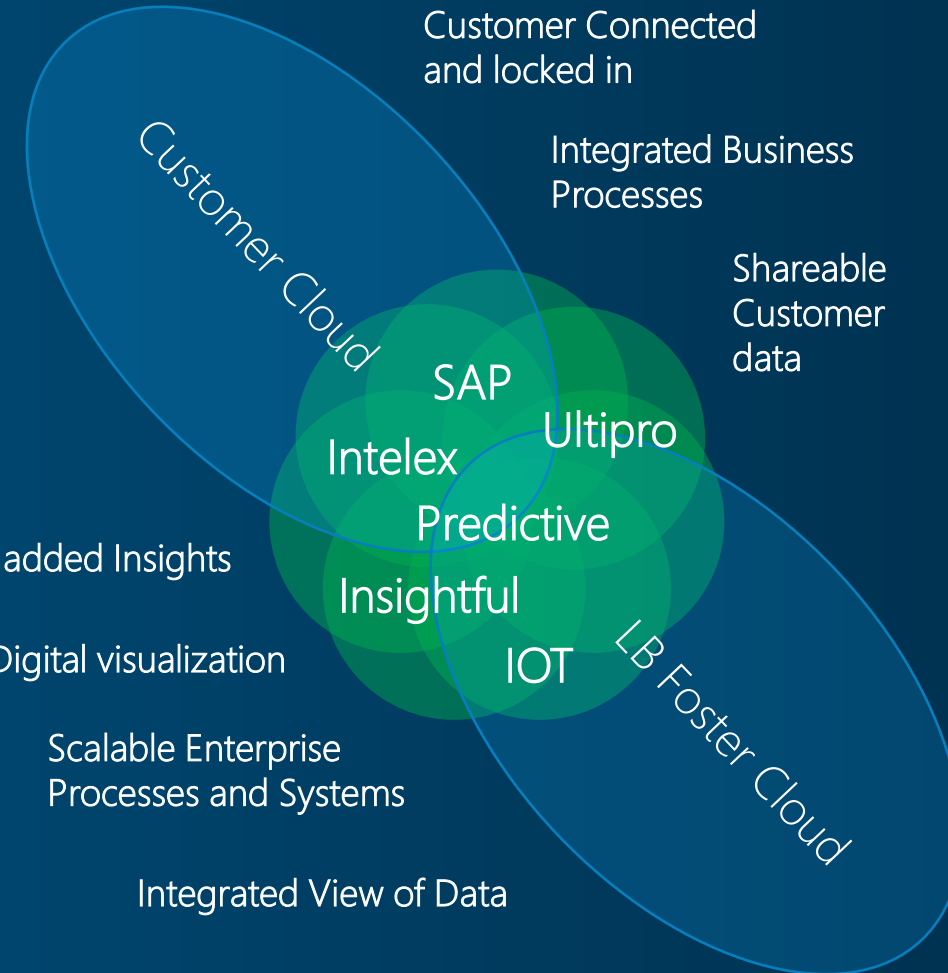 Customer Connected
and locked in
Integrated Business
Processes
Shareable
Customer
data
Customer Cloud
SAP
Ultipro
Intelex
Predictive
Insightful
IOT
LB Foster Cloud
added Insights
Digital visualization
Scalable Enterprise
Processes and Systems
Integrated View of Data